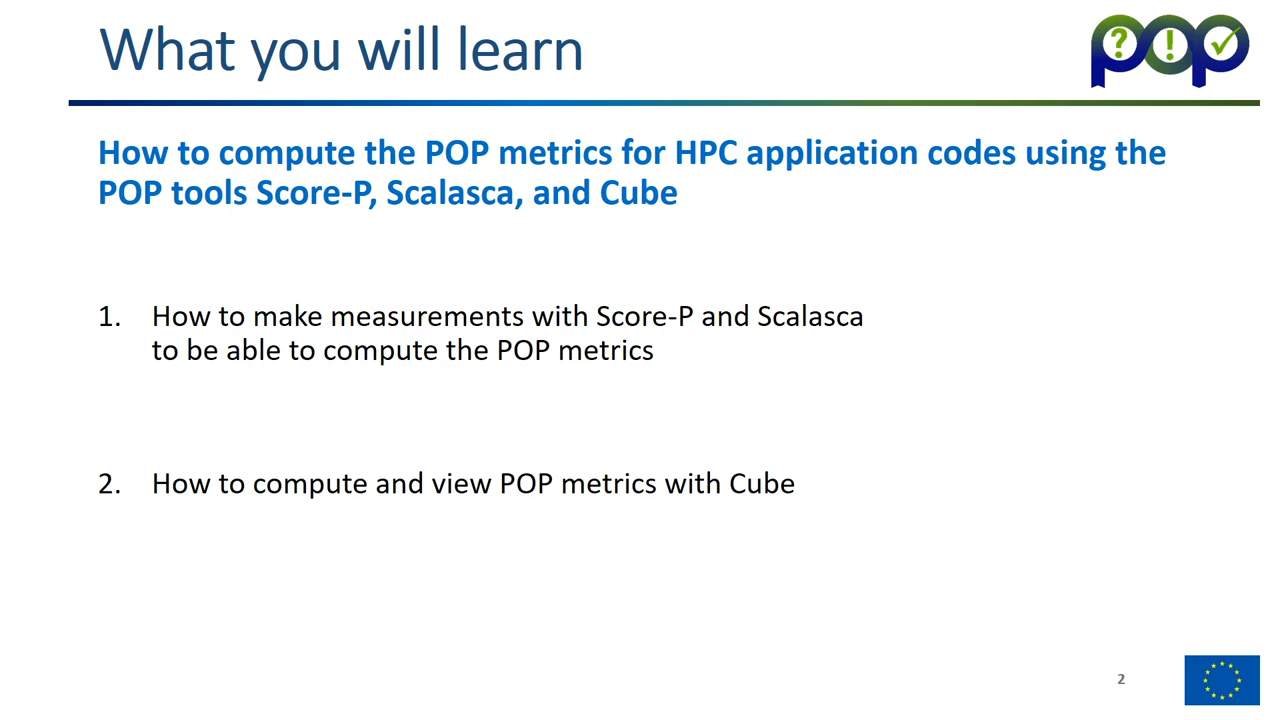 What you will learn
pop
How to compute the POP metrics for HPC application codes using the
POP tools Score-P, Scalasca, and Cube
1. How to make measurements with Score-P and Scalasca
to be able to compute the POP metrics
2. How to compute and view POP metrics with Cube
2